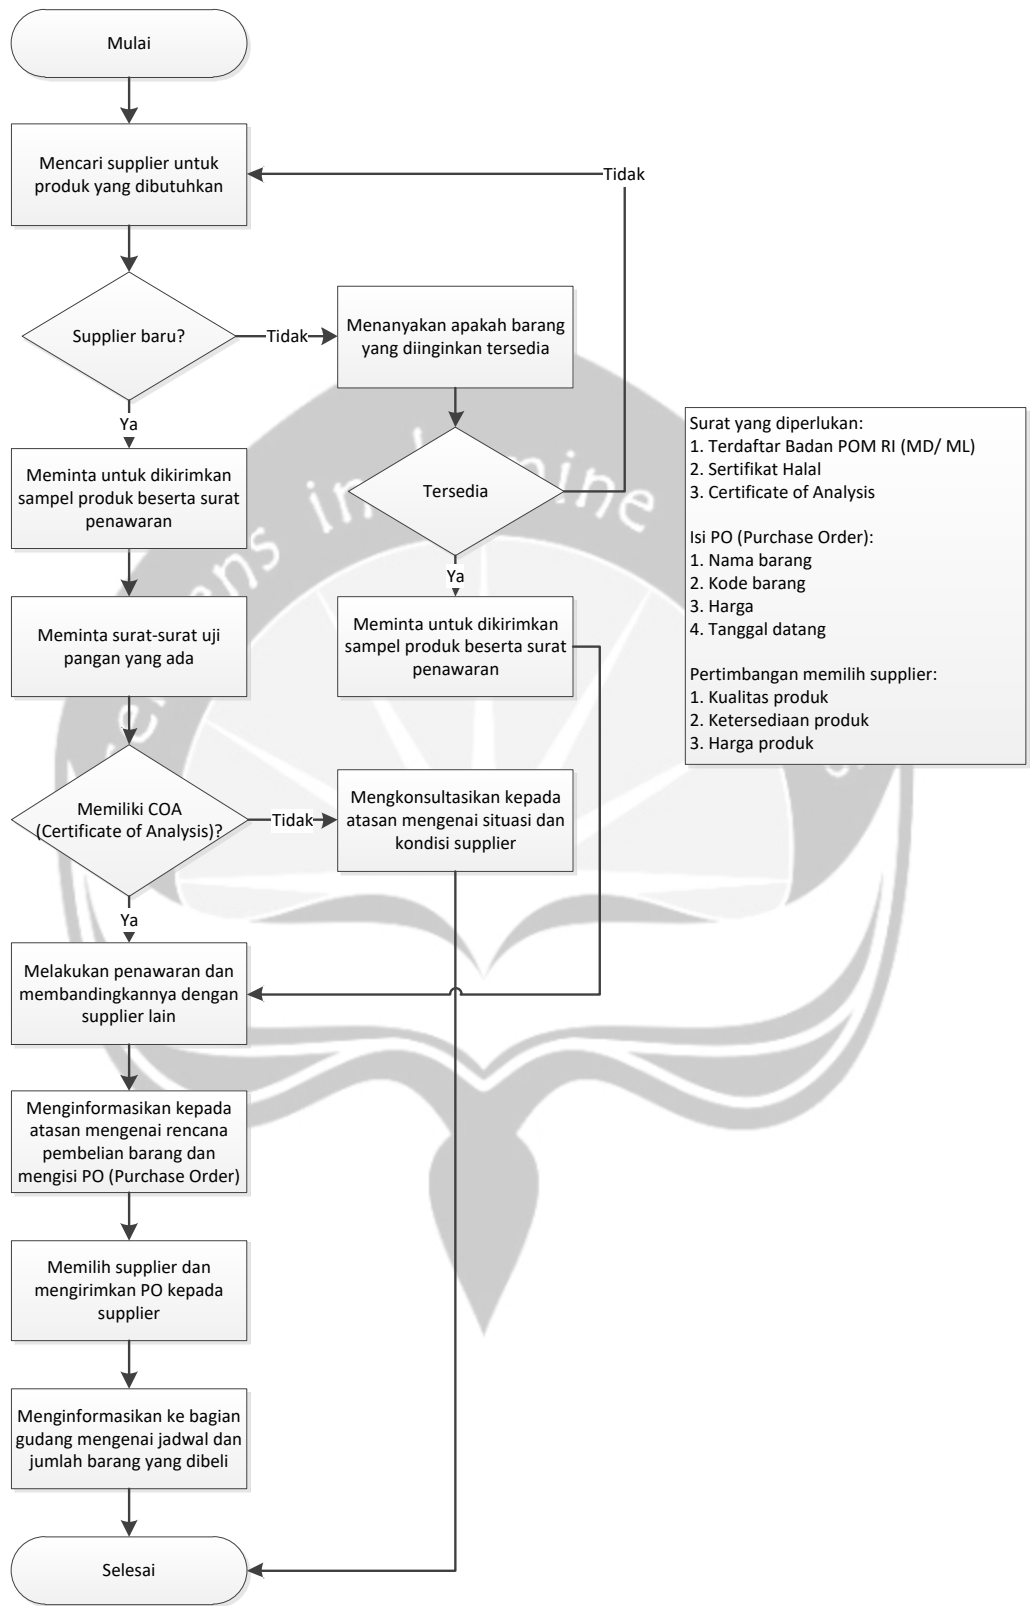 Mulai
Mencari supplier untuk
produk yang dibutuhkan
Tidak
Supplier baru?
Tidak
Menanyakan apakah barang
yang diinginkan tersedia
Ya
Meminta untuk dikirimkan
sampel produk beserta surat
penawaran
Tersedia
Ya
Surat yang diperlukan:
1. Terdaftar Badan POM RI (MD/ ML)
2. Sertifikat Halal
3. Certificate of Analysis
Isi PO (Purchase Order):
1. Nama barang
2. Kode barang
3. Harga
4. Tanggal datang
Pertimbangan memilih supplier:
1. Kualitas produk
2. Ketersediaan produk
3. Harga produk
Meminta surat-surat uji
pangan yang ada
Meminta untuk dikirimkan
sampel produk beserta surat
penawaran
Memiliki COA
(Certificate of Analysis)?
Tidak
Mengkonsultasikan kepada
atasan mengenai situasi dan
kondisi supplier
Ya
Melakukan penawaran dan
membandingkannya dengan
supplier lain
Menginformasikan kepada
atasan mengenai rencana
pembelian barang dan
mengisi PO (Purchase Order)
Memilih supplier dan
mengirimkan PO kepada
supplier
Menginformasikan ke bagian
gudang mengenai jadwal dan
jumlah barang yang dibeli
Selesai